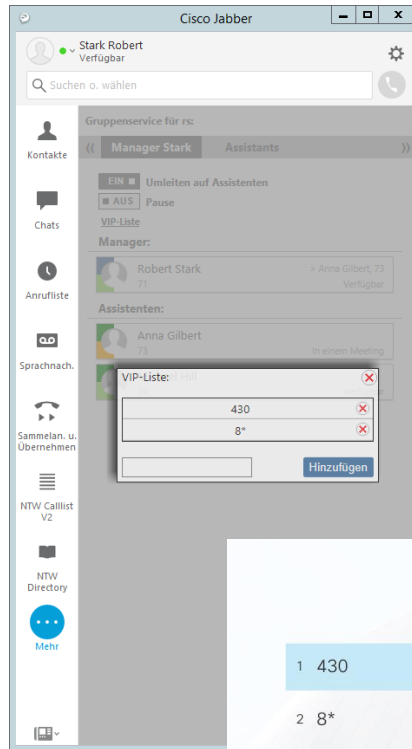 Cisco Jabber
Stark Robert
Verfügbar
Suchen o. wählen
Kontakte
Chats
Anrufliste
Sprachnach.
Sammelan. u.
Übernehmen
NTW Calllist
V2
NTW
Directory
Mehr
Gruppenservice für rs:
Manager Stark Assistants
EIN Umleiten auf Assistenten
AUS Pause
VIP-Liste
Manager:
Robert Stark > Anna Gilbert, 73
71 Verfügbar
Assistenten:
Anna Gilbert
73 In einem Meeting
VIP-Liste:
430
8*
Hinzufügen
1 430
2 8*